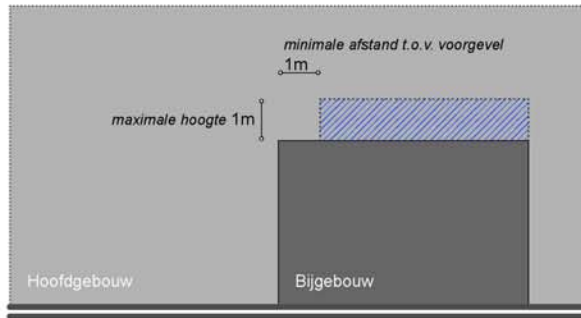 minimale afstand t.o.v. voorgevel
1m
maximale hoogte 1m
Hoofdgebouw
Bijgebouw